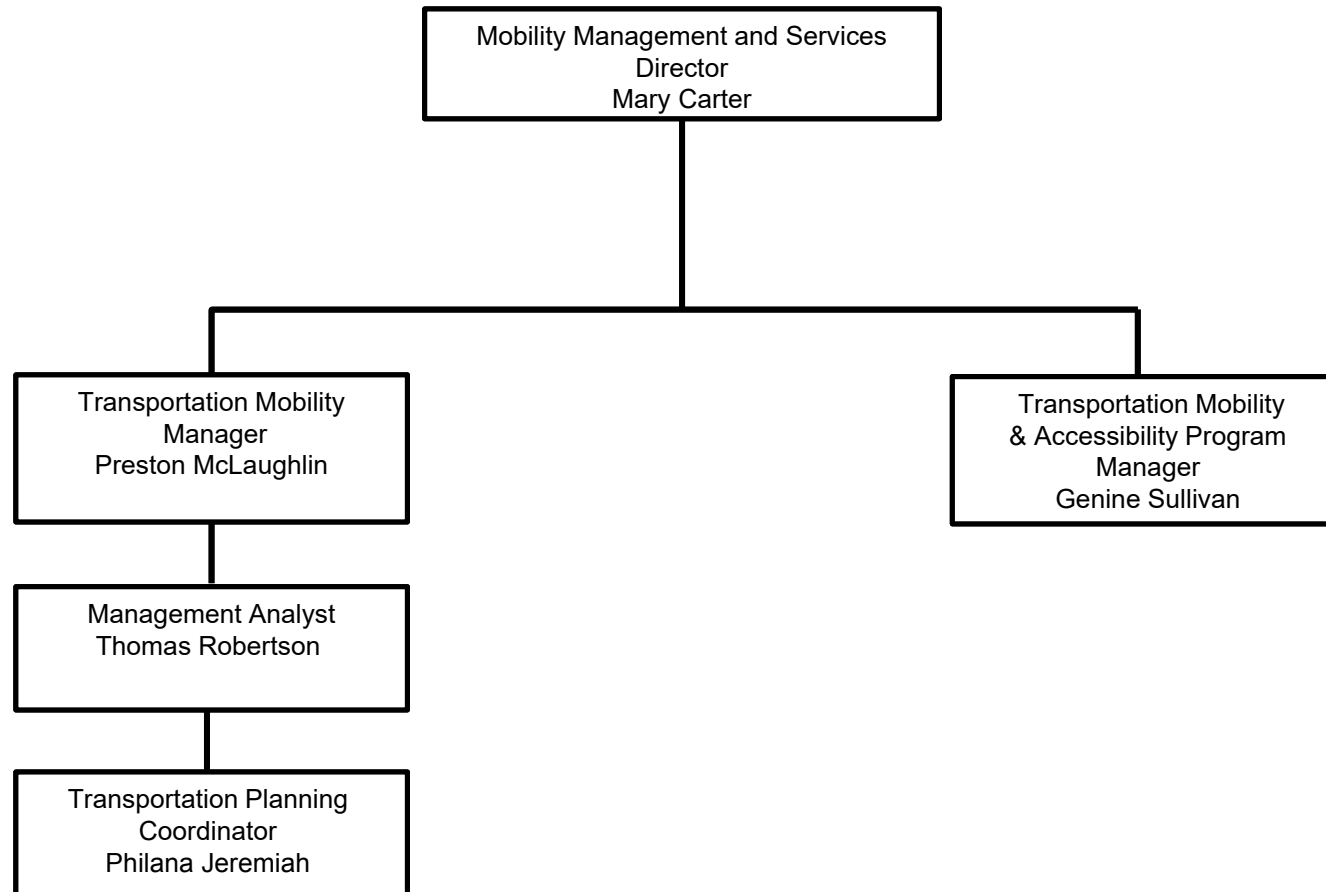 Mobility Management and Services
Director
Mary Carter
Transportation Mobility
Manager
Preston McLaughlin
Transportation Mobility
& Accessibility Program
Manager
Genine Sullivan
Management Analyst
Thomas Robertson
Transportation Planning
Coordinator
Philana Jeremiah